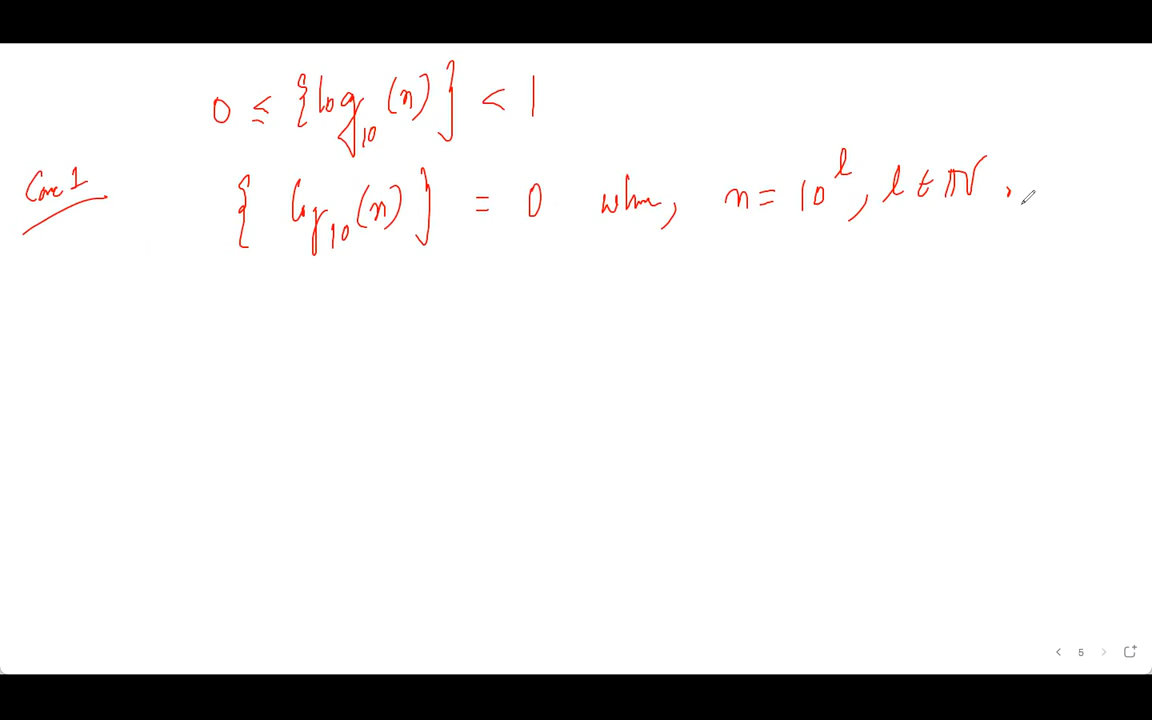 0 ≤ {log₁₀(n)} < 1
Case 1 {log₁₀(n)} = 0 when, n = 10^l, l ∈ ℕ.
5